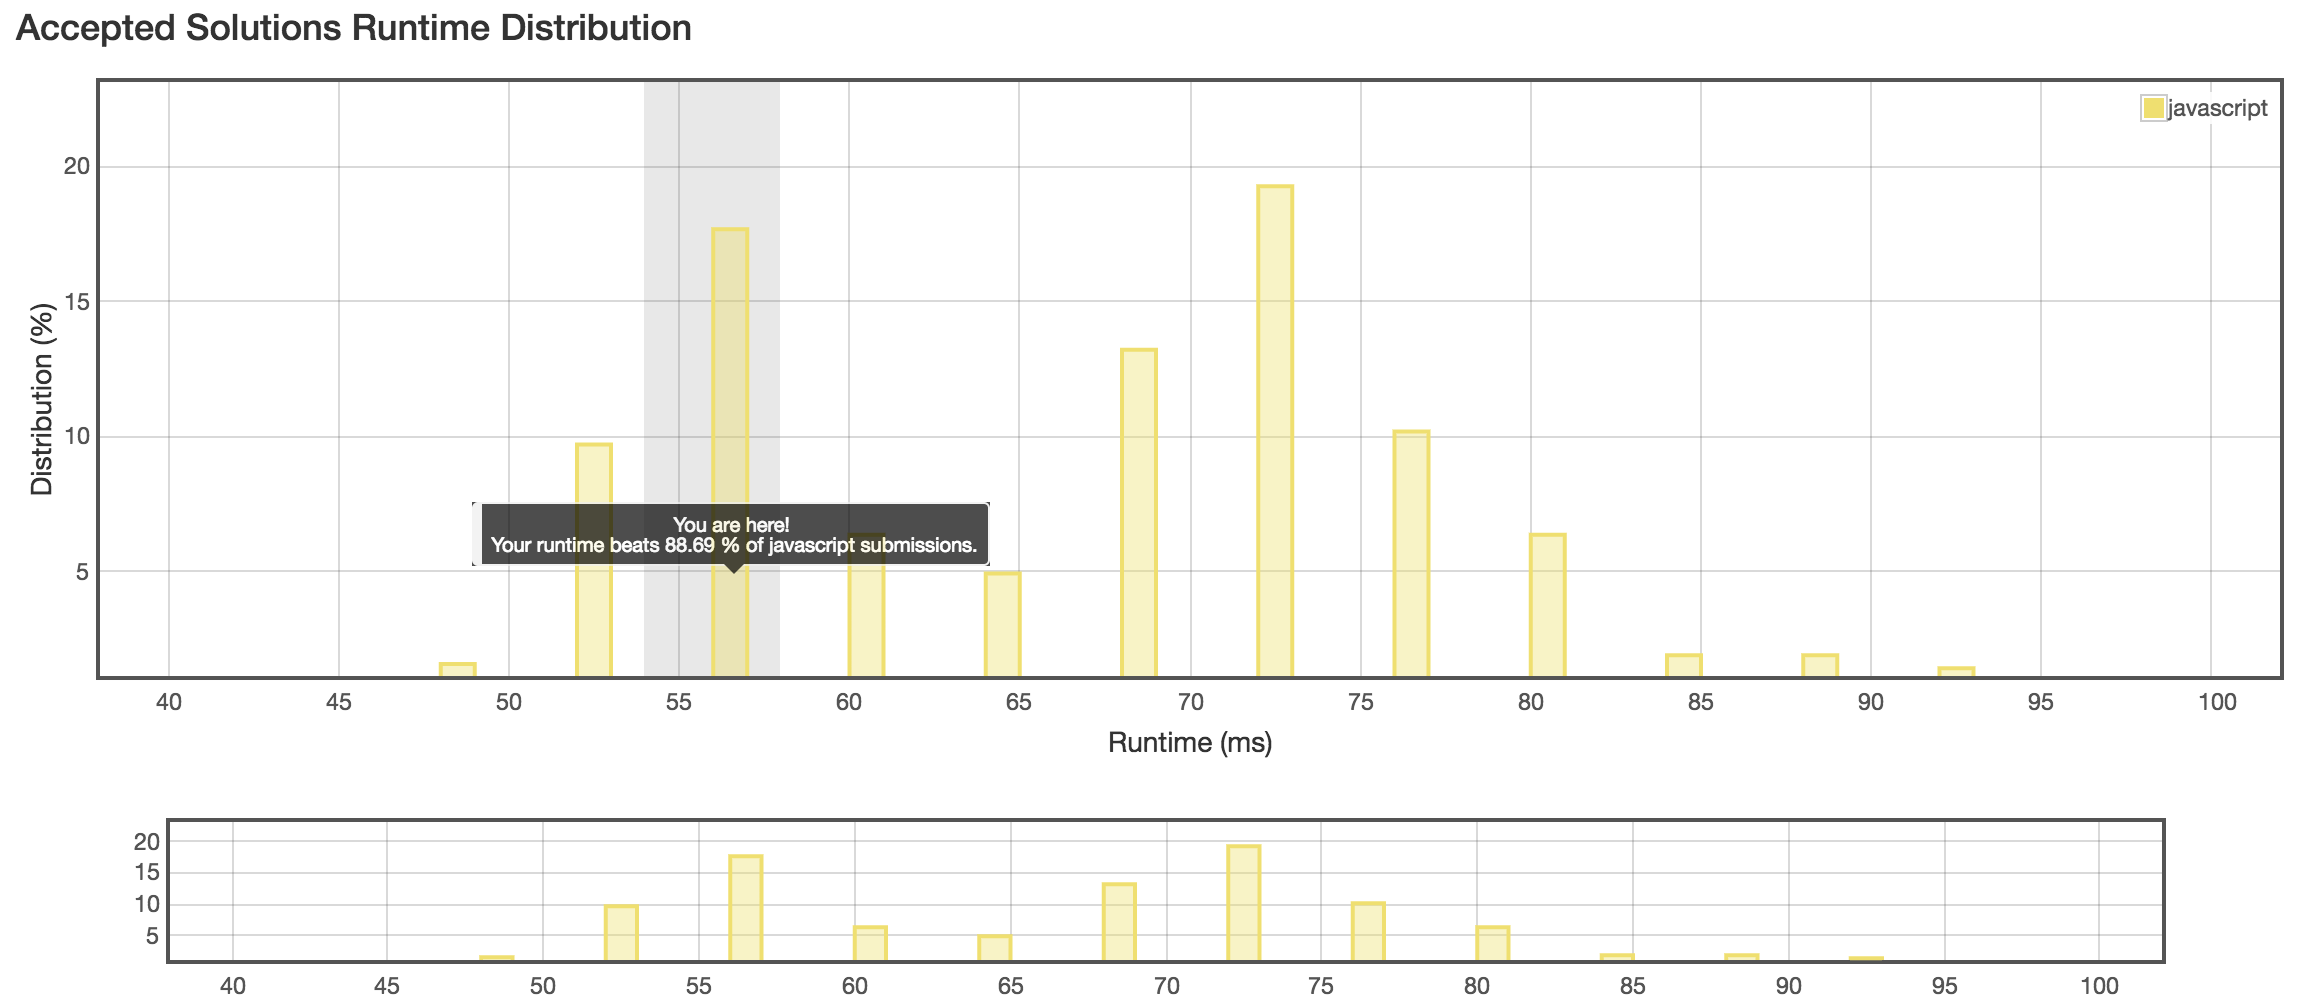 Accepted Solutions Runtime Distribution
javascript
20
15
10
5
Distribution (%)
You are here!
Your runtime beats 88.69 % of javascript submissions.
40 45 50 55 60 65 70 75 80 85 90 95 100
Runtime (ms)
20
15
10
5
40 45 50 55 60 65 70 75 80 85 90 95 100